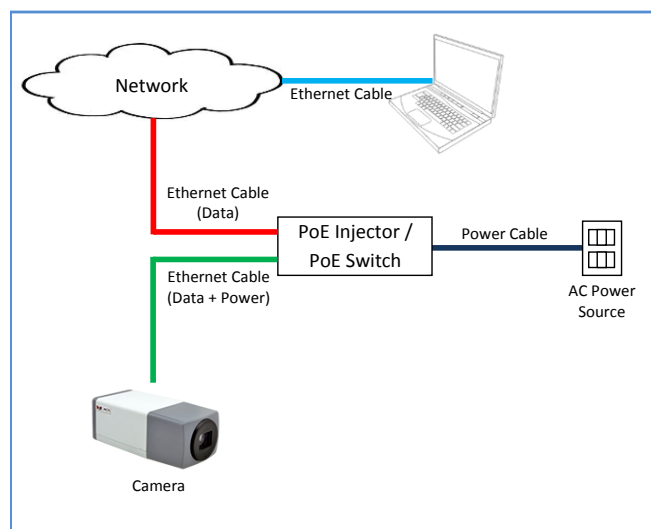 Network
Ethernet Cable
Ethernet Cable
(Data)
PoE Injector /
PoE Switch
Power Cable
Ethernet Cable
(Data + Power)
AC Power
Source
Camera